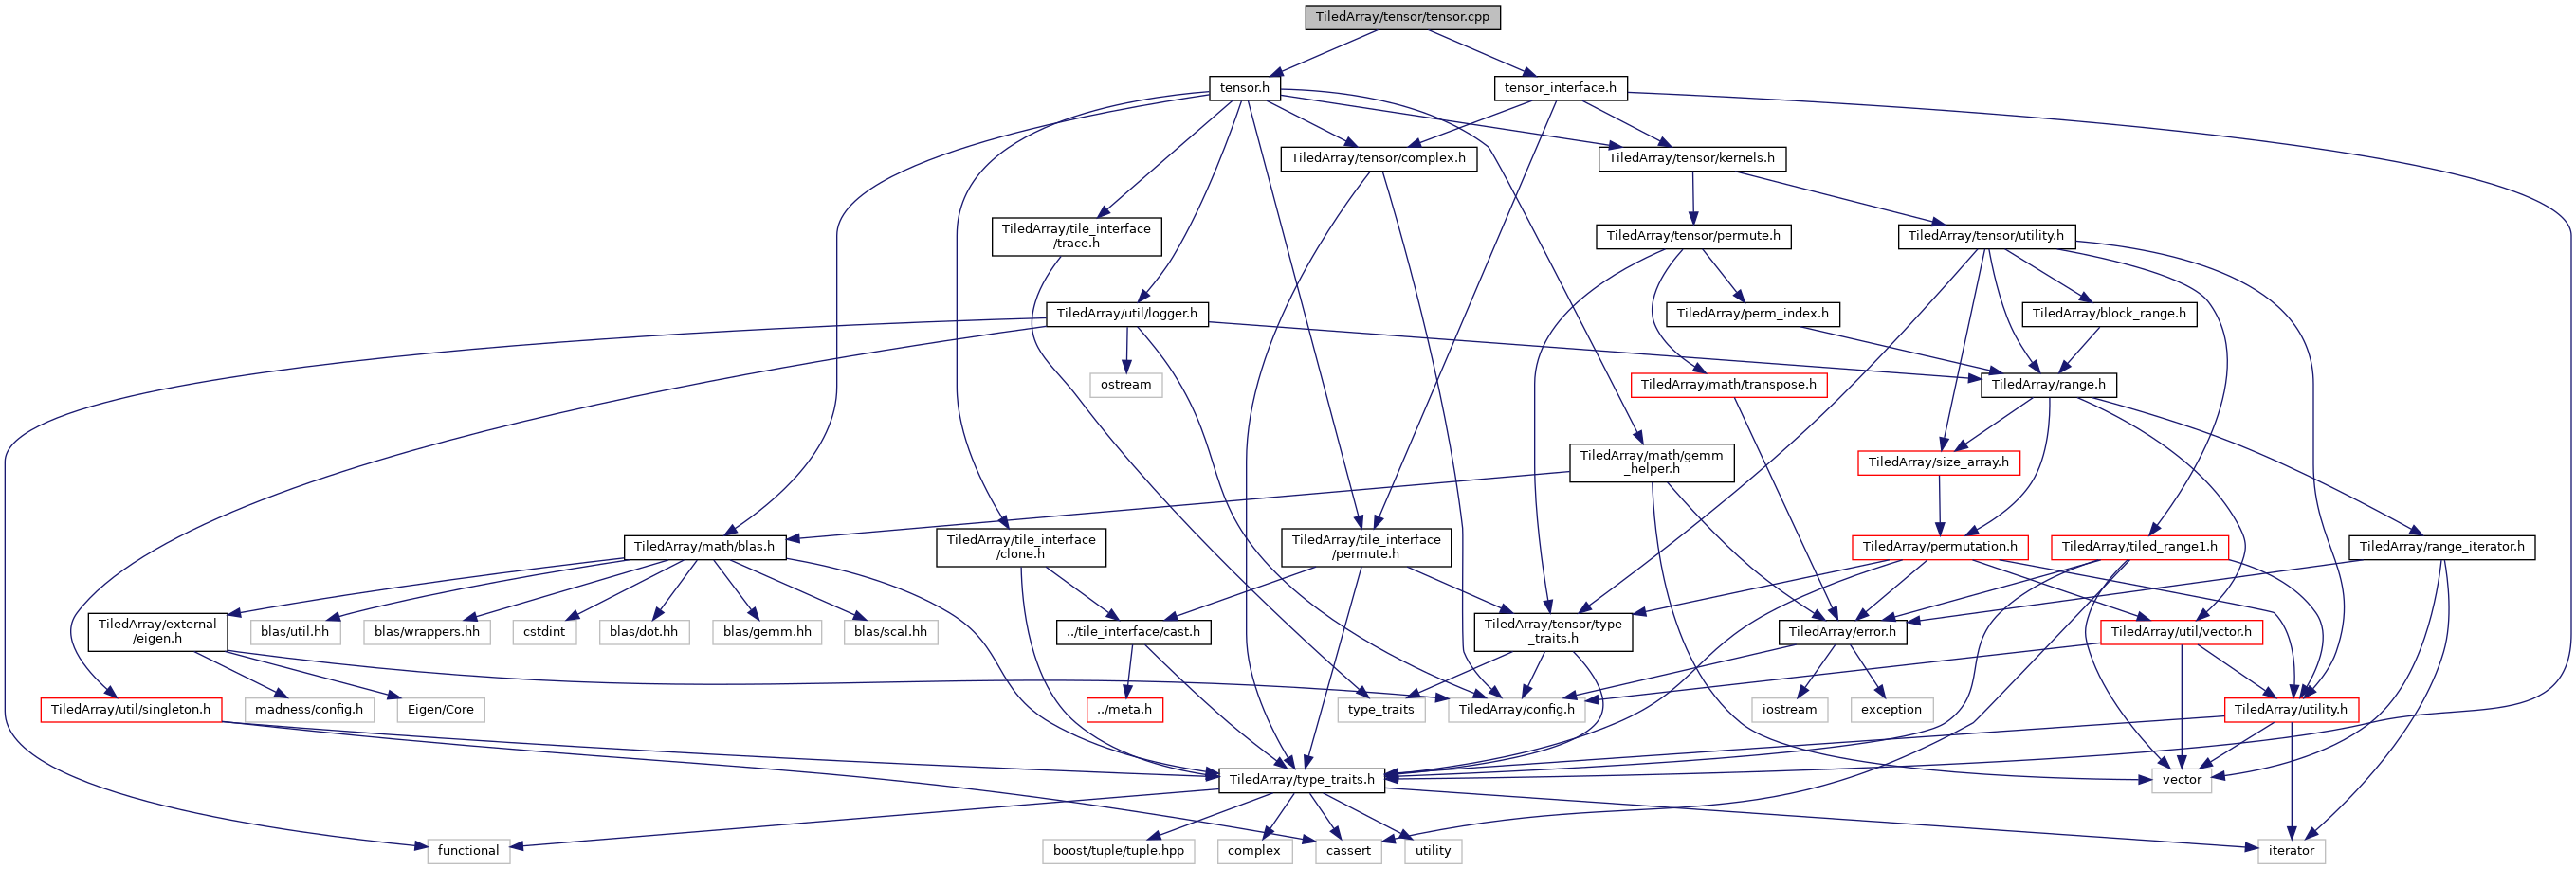 TiledArray/tensor/tensor.cpp
tensor.h
tensor_interface.h
TiledArray/tensor/complex.h
TiledArray/tensor/kernels.h
TiledArray/tile_interface
/trace.h
TiledArray/tensor/permute.h
TiledArray/tensor/utility.h
TiledArray/util/logger.h
TiledArray/perm_index.h
TiledArray/block_range.h
ostream
TiledArray/math/transpose.h
TiledArray/range.h
TiledArray/math/gemm
_helper.h
TiledArray/size_array.h
TiledArray/math/blas.h
TiledArray/tile_interface
/clone.h
TiledArray/tile_interface
/permute.h
TiledArray/permutation.h
TiledArray/tiled_range1.h
TiledArray/range_iterator.h
TiledArray/external
/eigen.h
blas/util.hh
blas/wrappers.hh
cstdint
blas/dot.hh
blas/gemm.hh
blas/scal.hh
../tile_interface/cast.h
TiledArray/tensor/type
_traits.h
TiledArray/error.h
TiledArray/util/vector.h
TiledArray/util/singleton.h
madness/config.h
Eigen/Core
../meta.h
type_traits
TiledArray/config.h
iostream
exception
TiledArray/utility.h
TiledArray/type_traits.h
vector
functional
boost/tuple/tuple.hpp
complex
cassert
utility
iterator